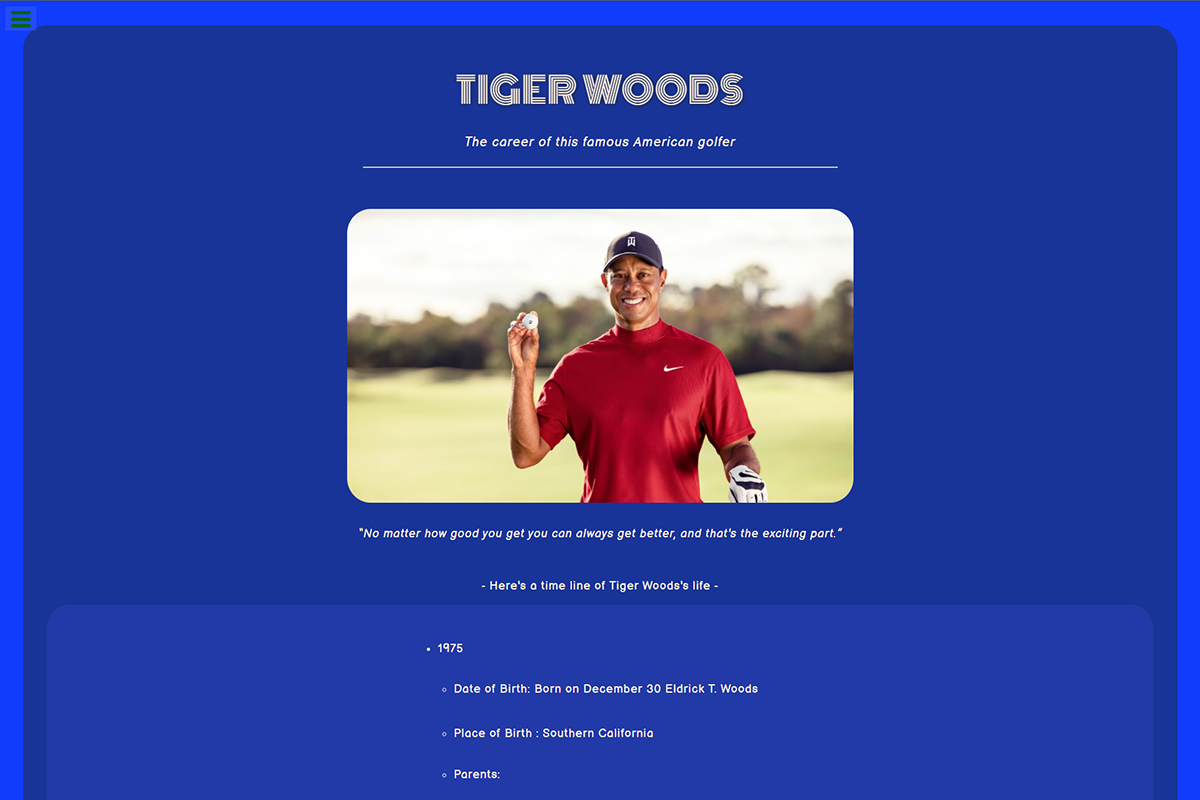 TIGER WOODS
The career of this famous American golfer
TW
"No matter how good you get you can always get better, and that's the exciting part."
- Here's a time line of Tiger Woods's life -
1975
Date of Birth: Born on December 30 Eldrick T. Woods
Place of Birth : Southern California
Parents: